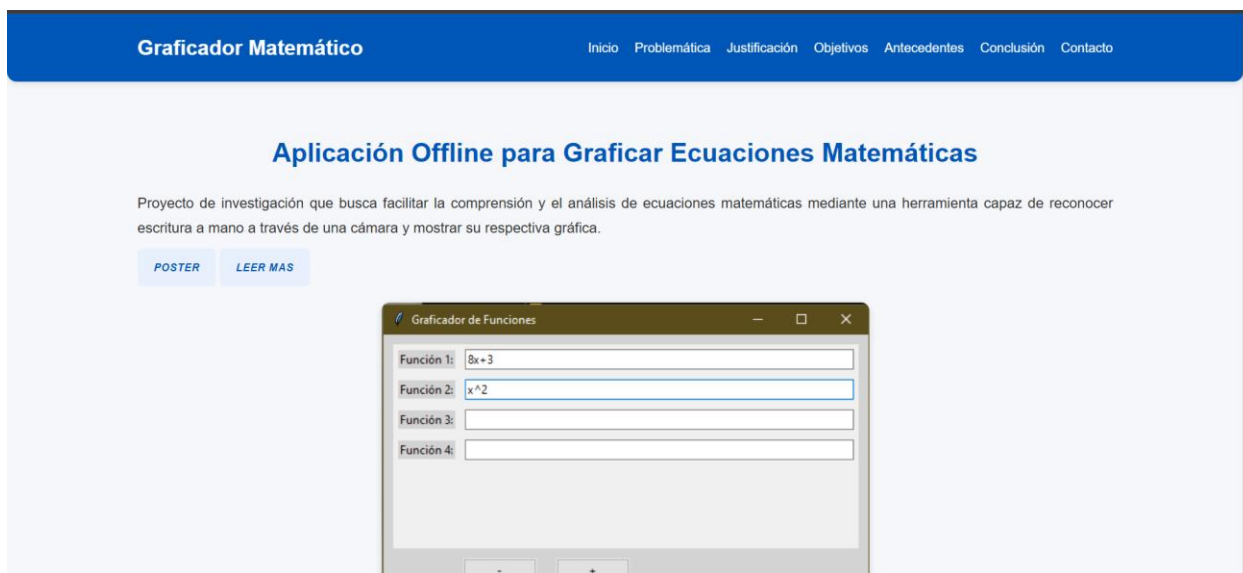 Graficador Matemático
Inicio Problemática Justificación Objetivos Antecedentes Conclusión Contacto
Aplicación Offline para Graficar Ecuaciones Matemáticas
Proyecto de investigación que busca facilitar la comprensión y el análisis de ecuaciones matemáticas mediante una herramienta capaz de reconocer
escritura a mano a través de una cámara y mostrar su respectiva gráfica.
POSTER LEER MAS
Graficador de Funciones
Función 1: 8x+3
Función 2: x^2
Función 3:
Función 4:
- +